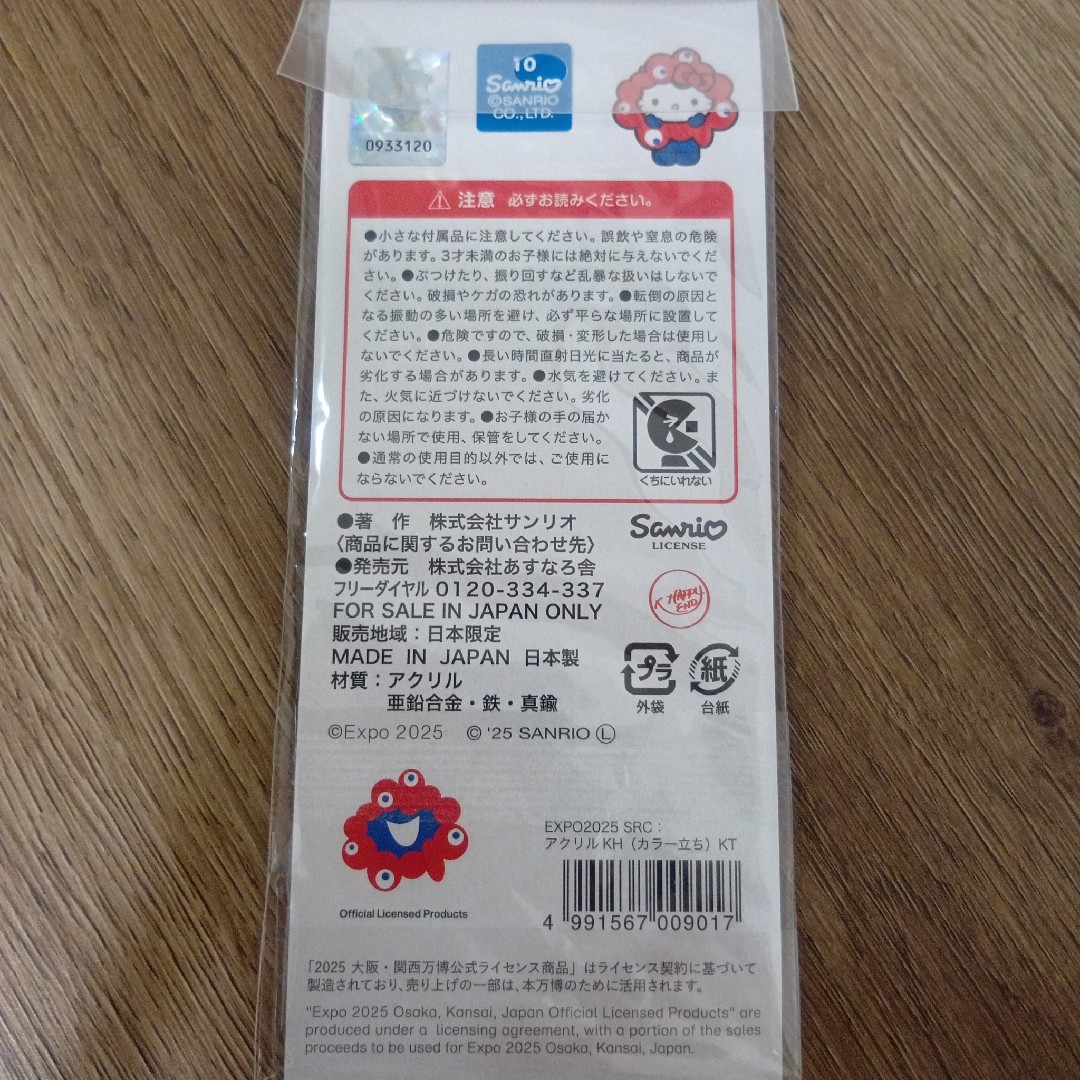 0933120
10
Sanrio
©SANRIO
CO.,LTD.
⚠ 注意 必ずお読みください。
●小さな付属品に注意してください。誤飲や窒息の危険
があります。3才未満のお子様には絶対に与えないでくだ
さい。●ぶつけたり、振り回すなど乱暴な扱いはしないで
ください。破損やケガの恐れがあります。●転倒の原因と
なる振動の多い場所を避け、必ず平らな場所に設置して
ください。●危険ですので、破損・変形した場合は使用し
ないでください。●長い時間直射日光に当たると、商品が
劣化する場合があります。●水気を避けてください。ま
た、火気に近づけないでください。劣化
の原因になります。●お子様の手の届か
ない場所で使用、保管をしてください。
●通常の使用目的以外では、ご使用に
ならないでください。
くちにいれない
●著 作 株式会社サンリオ
〈商品に関するお問い合わせ先〉
●発売元 株式会社あすなろ舎
フリーダイヤル 0120-334-337
FOR SALE IN JAPAN ONLY
販売地域：日本限定
MADE IN JAPAN 日本製
材質：アクリル
亜鉛合金・鉄・真鍮
Sanrio
LICENSE
K HAPPY
END
プラ
外袋
紙
台紙
©Expo 2025 © '25 SANRIO Ⓛ
Official Licensed Products
EXPO2025 SRC：
アクリルKH（カラー立ち）KT
4 991567 009017
「2025 大阪・関西万博公式ライセンス商品」はライセンス契約に基づいて
製造されており、売り上げの一部は、本万博のために活用されます。
"Expo 2025 Osaka, Kansai, Japan Official Licensed Products" are
produced under a licensing agreement, with a portion of the sales
proceeds to be used for Expo 2025 Osaka, Kansai, Japan.